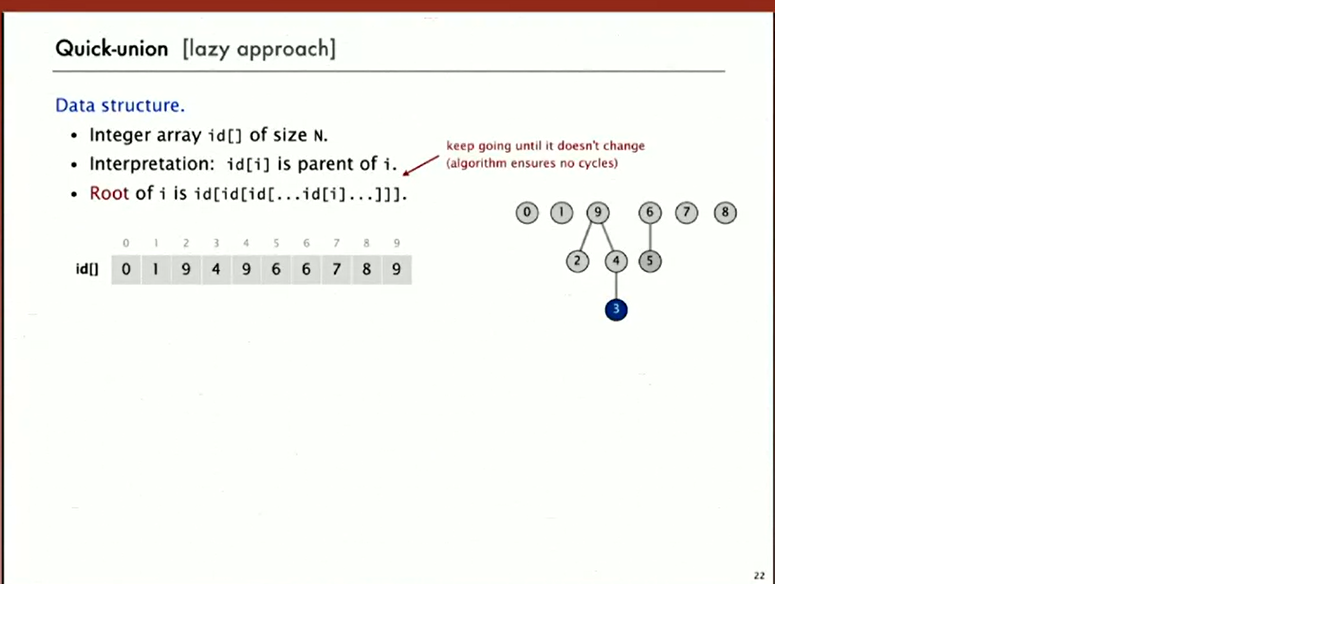 Quick-union [lazy approach]
Data structure.
• Integer array id[] of size N.
• Interpretation: id[i] is parent of i.
• Root of i is id[id[id[...id[i]...]]].
keep going until it doesn't change
(algorithm ensures no cycles)
0 1 9 6 7 8
2 4 5
3
0 1 2 3 4 5 6 7 8 9
id[] 0 1 9 4 9 6 6 7 8 9
22